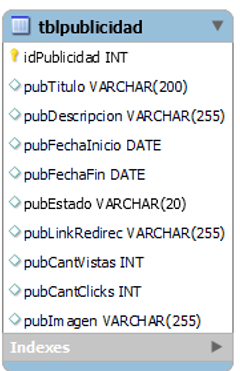 tblpublicidad
idPublicidad INT
pubTitulo VARCHAR(200)
pubDescripcion VARCHAR(255)
pubFechaInicio DATE
pubFechaFin DATE
pubEstado VARCHAR(20)
pubLinkRedirec VARCHAR(255)
pubCantVistas INT
pubCantClicks INT
pubImagen VARCHAR(255)
Indexes